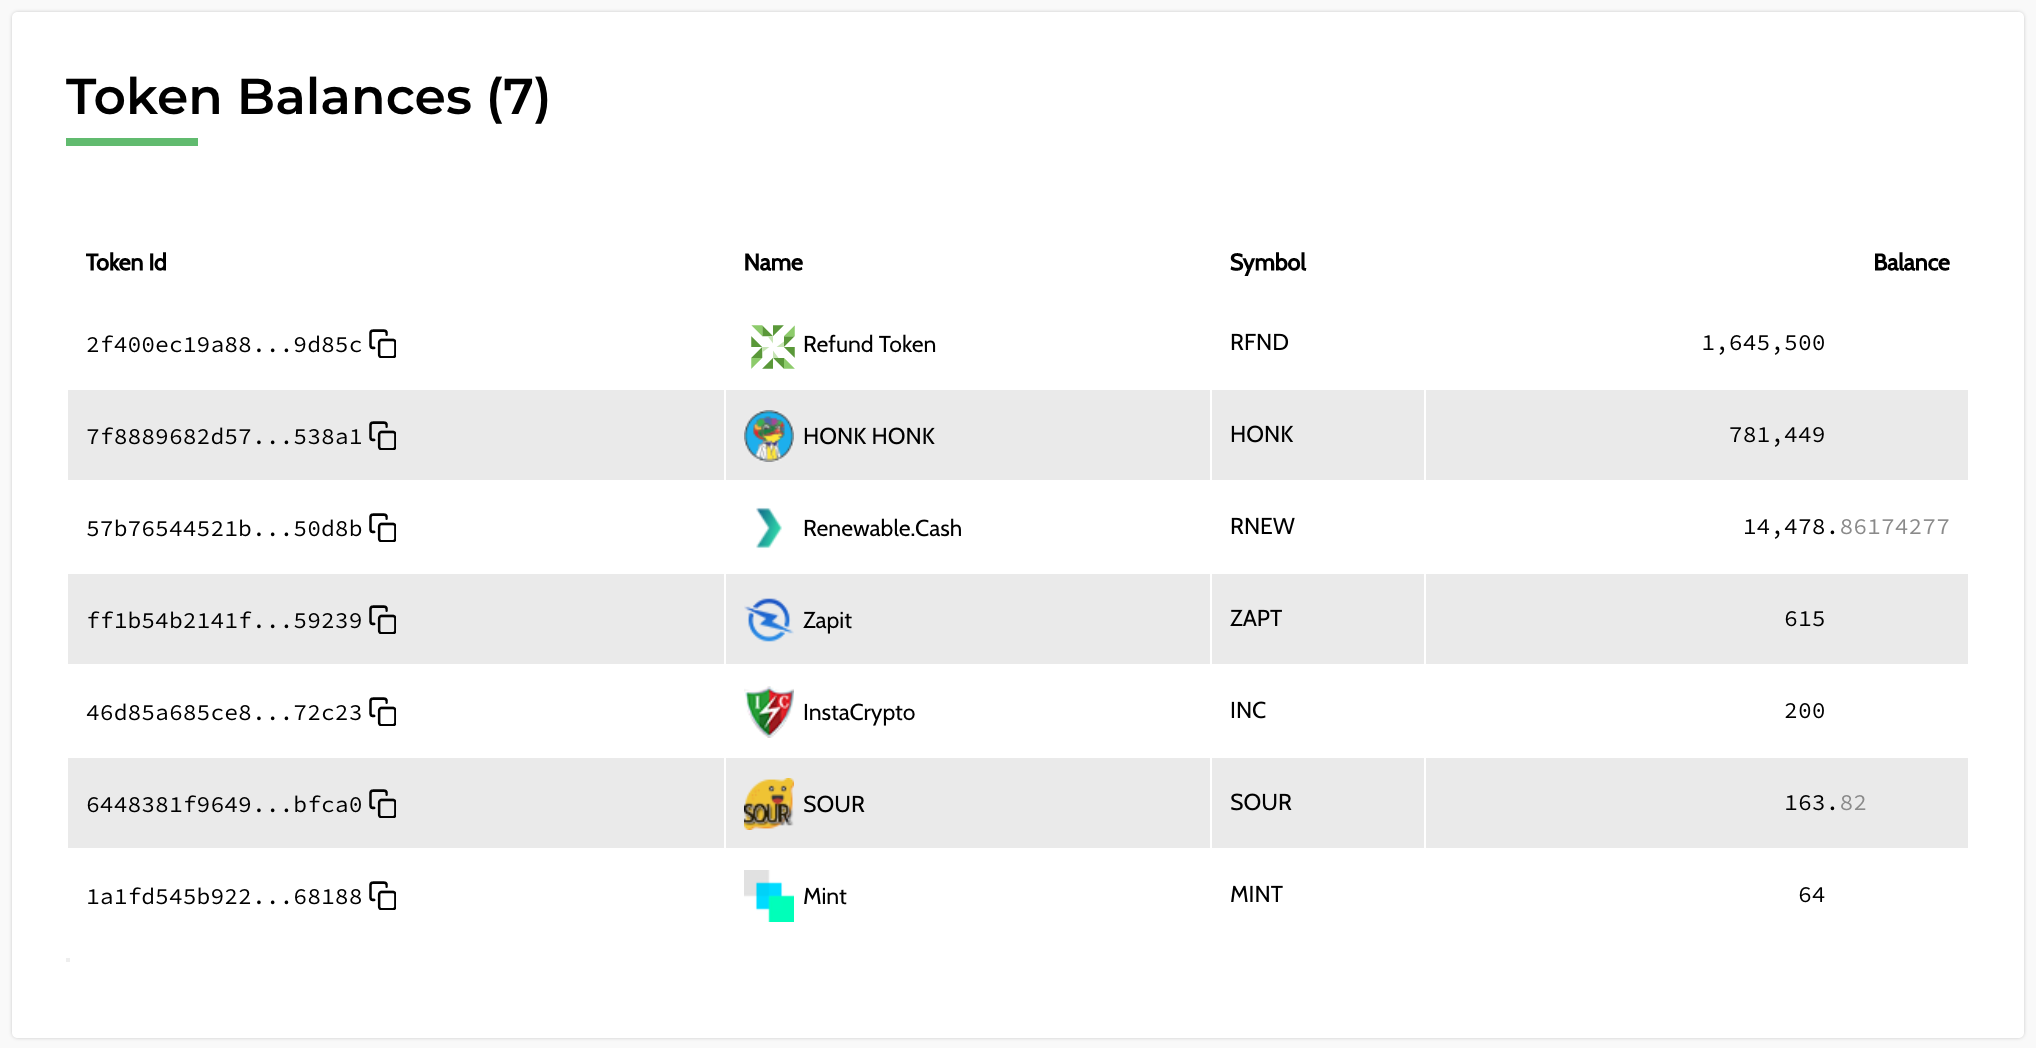 Token Balances (7)
Token Id Name Symbol Balance
2f400ec19a88...9d85c Refund Token RFND 1,645,500
7f8889682d57...538a1 HONK HONK HONK 781,449
57b76544521b...50d8b Renewable.Cash RNEW 14,478.86174277
ff1b54b2141f...59239 Zapit ZAPT 615
46d85a685ce8...72c23 I C InstaCrypto INC 200
6448381f9649...bfca0 SOUR SOUR SOUR 163.82
1a1fd545b922...68188 Mint MINT 64